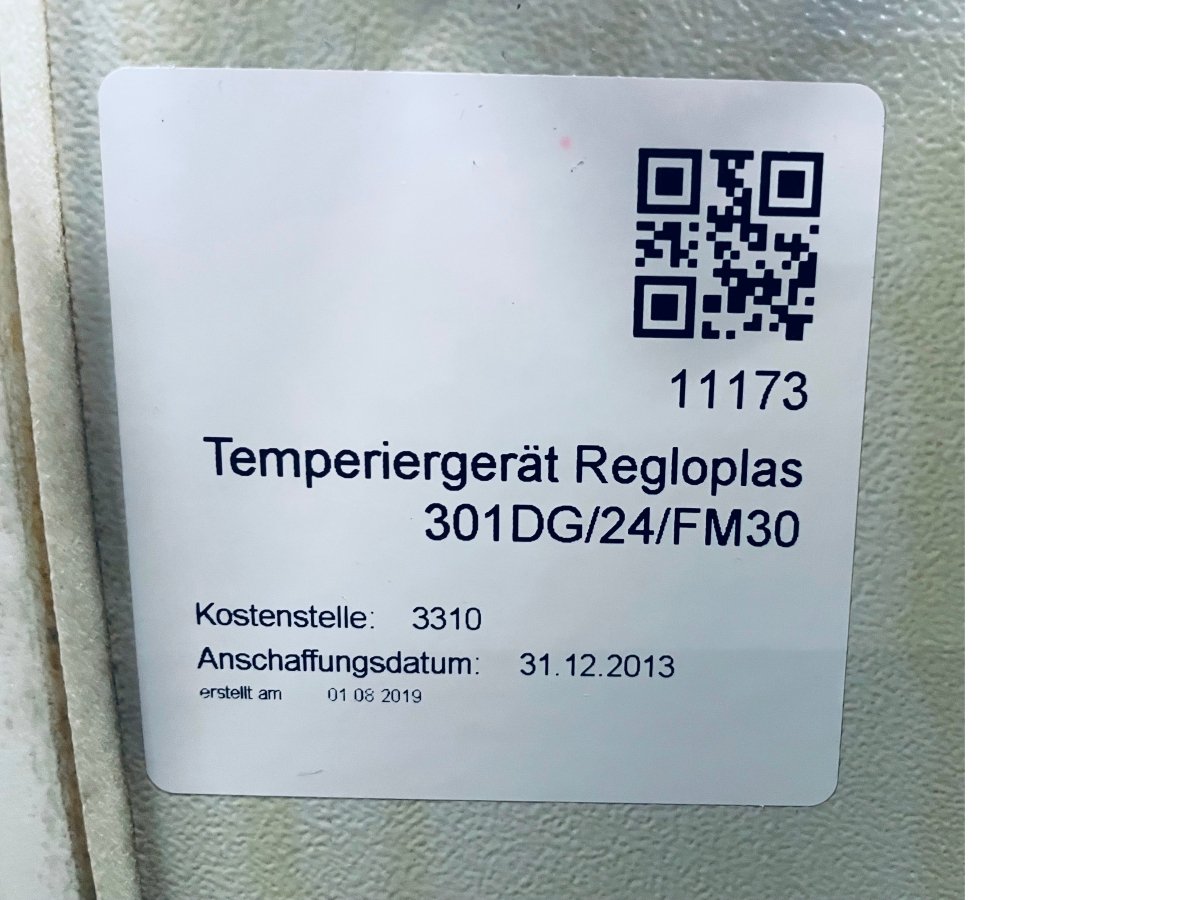 11173
Temperiergerät Regloplas
301DG/24/FM30
Kostenstelle: 3310
Anschaffungsdatum: 31.12.2013
erstellt am 01 08 2019